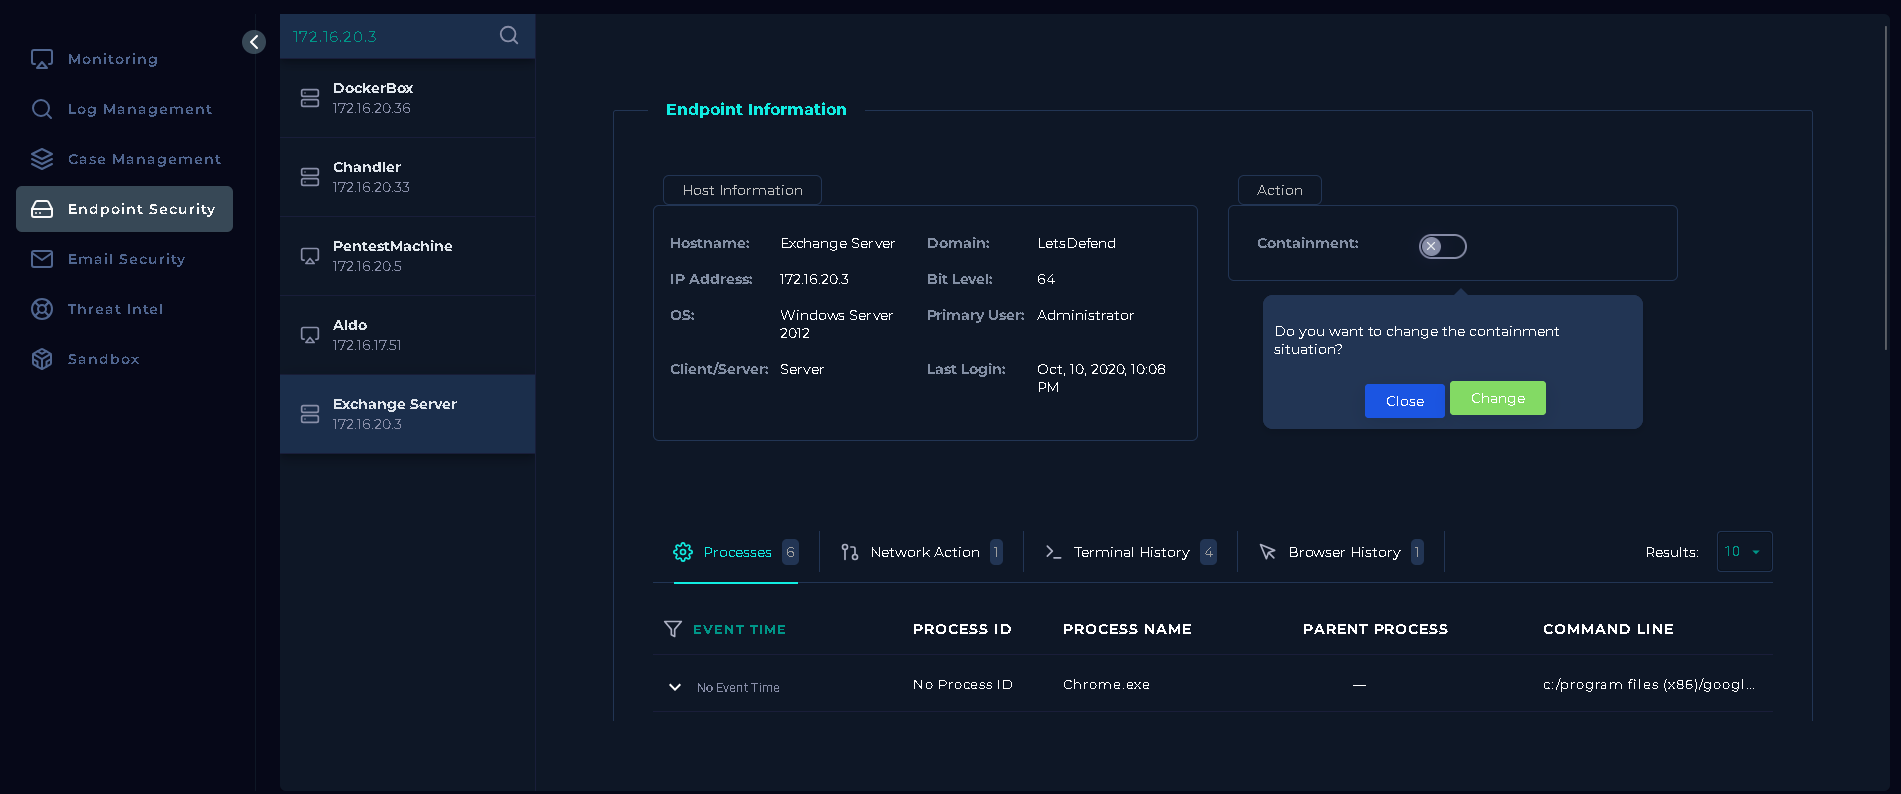 Monitoring
Log Management
Case Management
Endpoint Security
Email Security
Threat Intel
Sandbox
172.16.20.3
DockerBox
172.16.20.36
Chandler
172.16.20.33
PentestMachine
172.16.20.5
Aldo
172.16.17.51
Exchange Server
172.16.20.3
Endpoint Information
Host Information
Hostname: Exchange Server Domain: LetsDefend
IP Address: 172.16.20.3 Bit Level: 64
OS: Windows Server 2012 Primary User: Administrator
Client/Server: Server Last Login: Oct, 10, 2020, 10:08 PM
Action
Containment:
Do you want to change the containment
situation?
Close Change
Processes 6 Network Action 1 Terminal History 4 Browser History 1 Results: 10
EVENT TIME PROCESS ID PROCESS NAME PARENT PROCESS COMMAND LINE
No Event Time No Process ID Chrome.exe — c:/program files (x86)/googl...